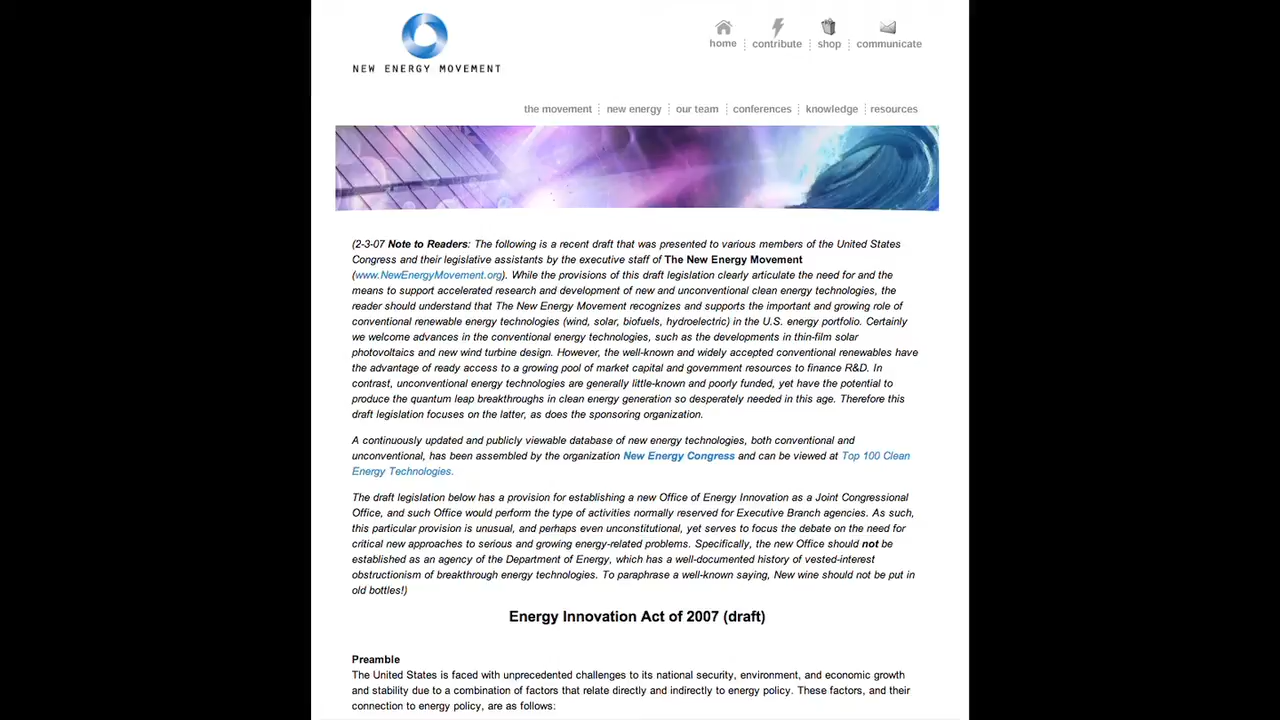 home
contribute
shop
communicate
NEW ENERGY MOVEMENT
the movement
new energy
our team
conferences
knowledge
resources
(2-3-07 Note to Readers: The following is a recent draft that was presented to various members of the United States
Congress and their legislative assistants by the executive staff of The New Energy Movement
(www.NewEnergyMovement.org). While the provisions of this draft legislation clearly articulate the need for and the
means to support accelerated research and development of new and unconventional clean energy technologies, the
reader should understand that The New Energy Movement recognizes and supports the important and growing role of
conventional renewable energy technologies (wind, solar, biofuels, hydroelectric) in the U.S. energy portfolio. Certainly
we welcome advances in the conventional energy technologies, such as the developments in thin-film solar
photovoltaics and new wind turbine design. However, the well-known and widely accepted conventional renewables have
the advantage of ready access to a growing pool of market capital and government resources to finance R&D. In
contrast, unconventional energy technologies are generally little-known and poorly funded, yet have the potential to
produce the quantum leap breakthroughs in clean energy generation so desperately needed in this age. Therefore this
draft legislation focuses on the latter, as does the sponsoring organization.
A continuously updated and publicly viewable database of new energy technologies, both conventional and
unconventional, has been assembled by the organization New Energy Congress and can be viewed at Top 100 Clean
Energy Technologies.
The draft legislation below has a provision for establishing a new Office of Energy Innovation as a Joint Congressional
Office, and such Office would perform the type of activities normally reserved for Executive Branch agencies. As such,
this particular provision is unusual, and perhaps even unconstitutional, yet serves to focus the debate on the need for
critical new approaches to serious and growing energy-related problems. Specifically, the new Office should not be
established as an agency of the Department of Energy, which has a well-documented history of vested-interest
obstructionism of breakthrough energy technologies. To paraphrase a well-known saying, New wine should not be put in
old bottles!)
Energy Innovation Act of 2007 (draft)
Preamble
The United States is faced with unprecedented challenges to its national security, environment, and economic growth
and stability due to a combination of factors that relate directly and indirectly to energy policy. These factors, and their
connection to energy policy, are as follows: